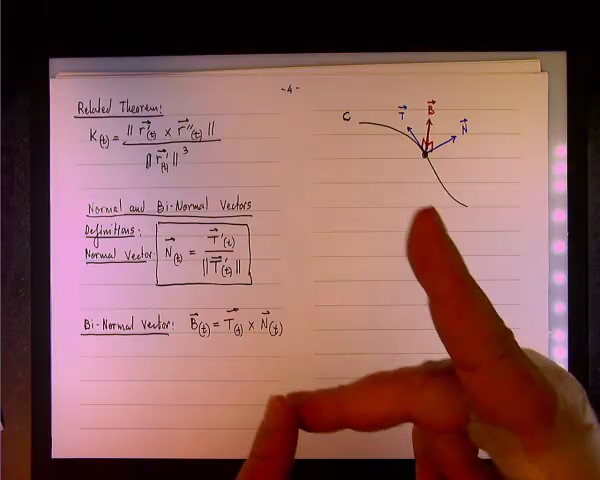 -4-
Related Theorem:
K(t) = ‖ r⃗'(t) × r⃗''(t) ‖ / ‖ r⃗'(t) ‖³
Normal and Bi-Normal Vectors
Definitions:
Normal Vector: N⃗(t) = T⃗'(t) / ‖T⃗'(t)‖
Bi-Normal Vector: B⃗(t) = T⃗(t) × N⃗(t)
C
T⃗
B⃗
N⃗